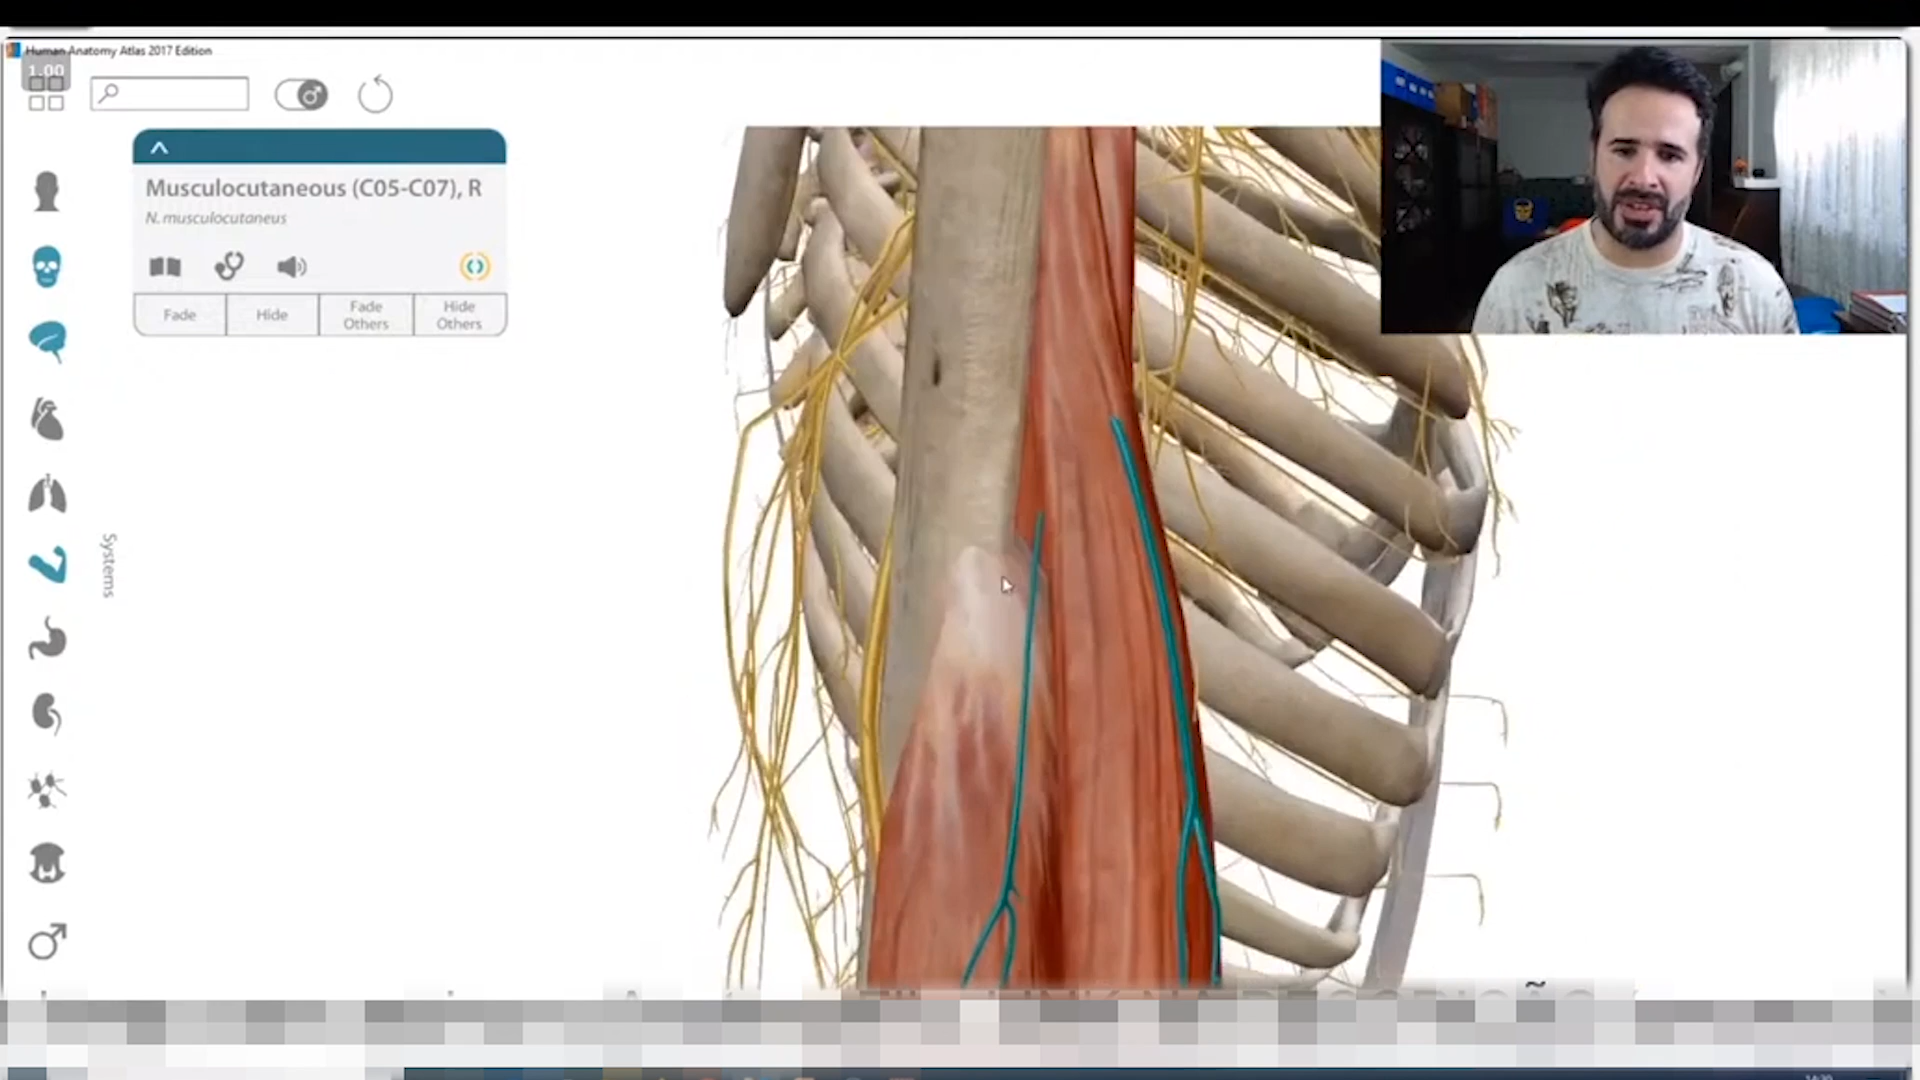 Human Anatomy Atlas 2017 Edition
1.00
Musculocutaneous (C05-C07), R
N. musculocutaneus
Fade
Hide
Fade
Others
Hide
Others
Systems